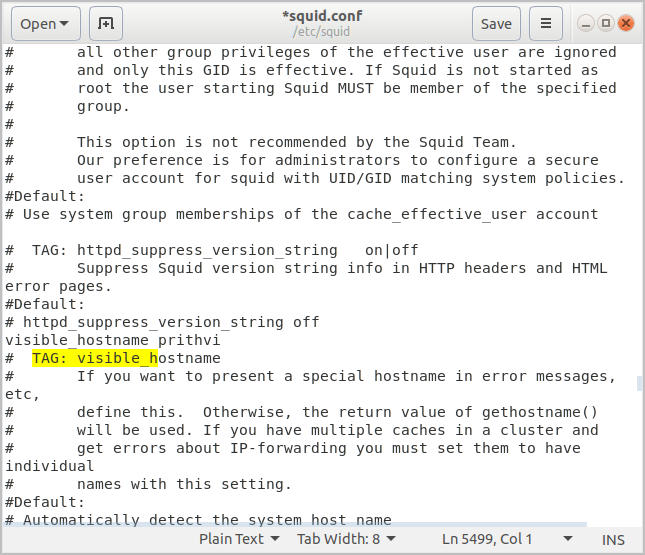 Open
*squid.conf
/etc/squid
Save
#       all other group privileges of the effective user are ignored
#       and only this GID is effective. If Squid is not started as
#       root the user starting Squid MUST be member of the specified
#       group.
#
#       This option is not recommended by the Squid Team.
#       Our preference is for administrators to configure a secure
#       user account for squid with UID/GID matching system policies.
#Default:
# Use system group memberships of the cache_effective_user account

#  TAG: httpd_suppress_version_string   on|off
#       Suppress Squid version string info in HTTP headers and HTML
error pages.
#Default:
# httpd_suppress_version_string off
visible_hostname prithvi
#  TAG: visible_hostname
#       If you want to present a special hostname in error messages,
etc,
#       define this.  Otherwise, the return value of gethostname()
#       will be used. If you have multiple caches in a cluster and
#       get errors about IP-forwarding you must set them to have
individual
#       names with this setting.
#Default:
# Automatically detect the system host name
Plain Text
Tab Width: 8
Ln 5499, Col 1
INS